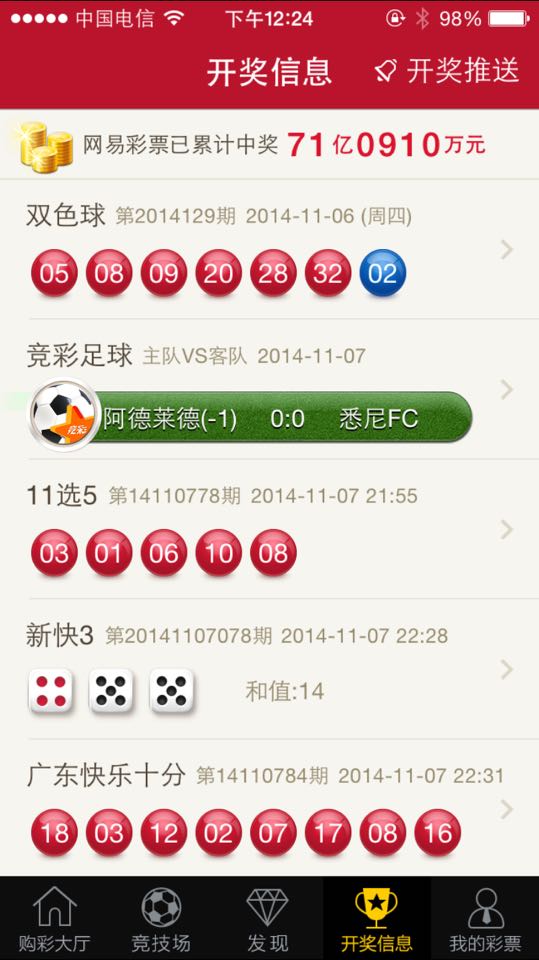 中国电信 下午12:24 98%
开奖信息 开奖推送
网易彩票已累计中奖 71亿0910万元
双色球 第2014129期 2014-11-06 (周四)
05 08 09 20 28 32 02
竞彩足球 主队VS客队 2014-11-07
竞彩 阿德莱德(-1) 0:0 悉尼FC
11选5 第14110778期 2014-11-07 21:55
03 01 06 10 08
新快3 第20141107078期 2014-11-07 22:28
和值:14
广东快乐十分 第14110784期 2014-11-07 22:31
18 03 12 02 07 17 08 16
购彩大厅 竞技场 发现 开奖信息 我的彩票